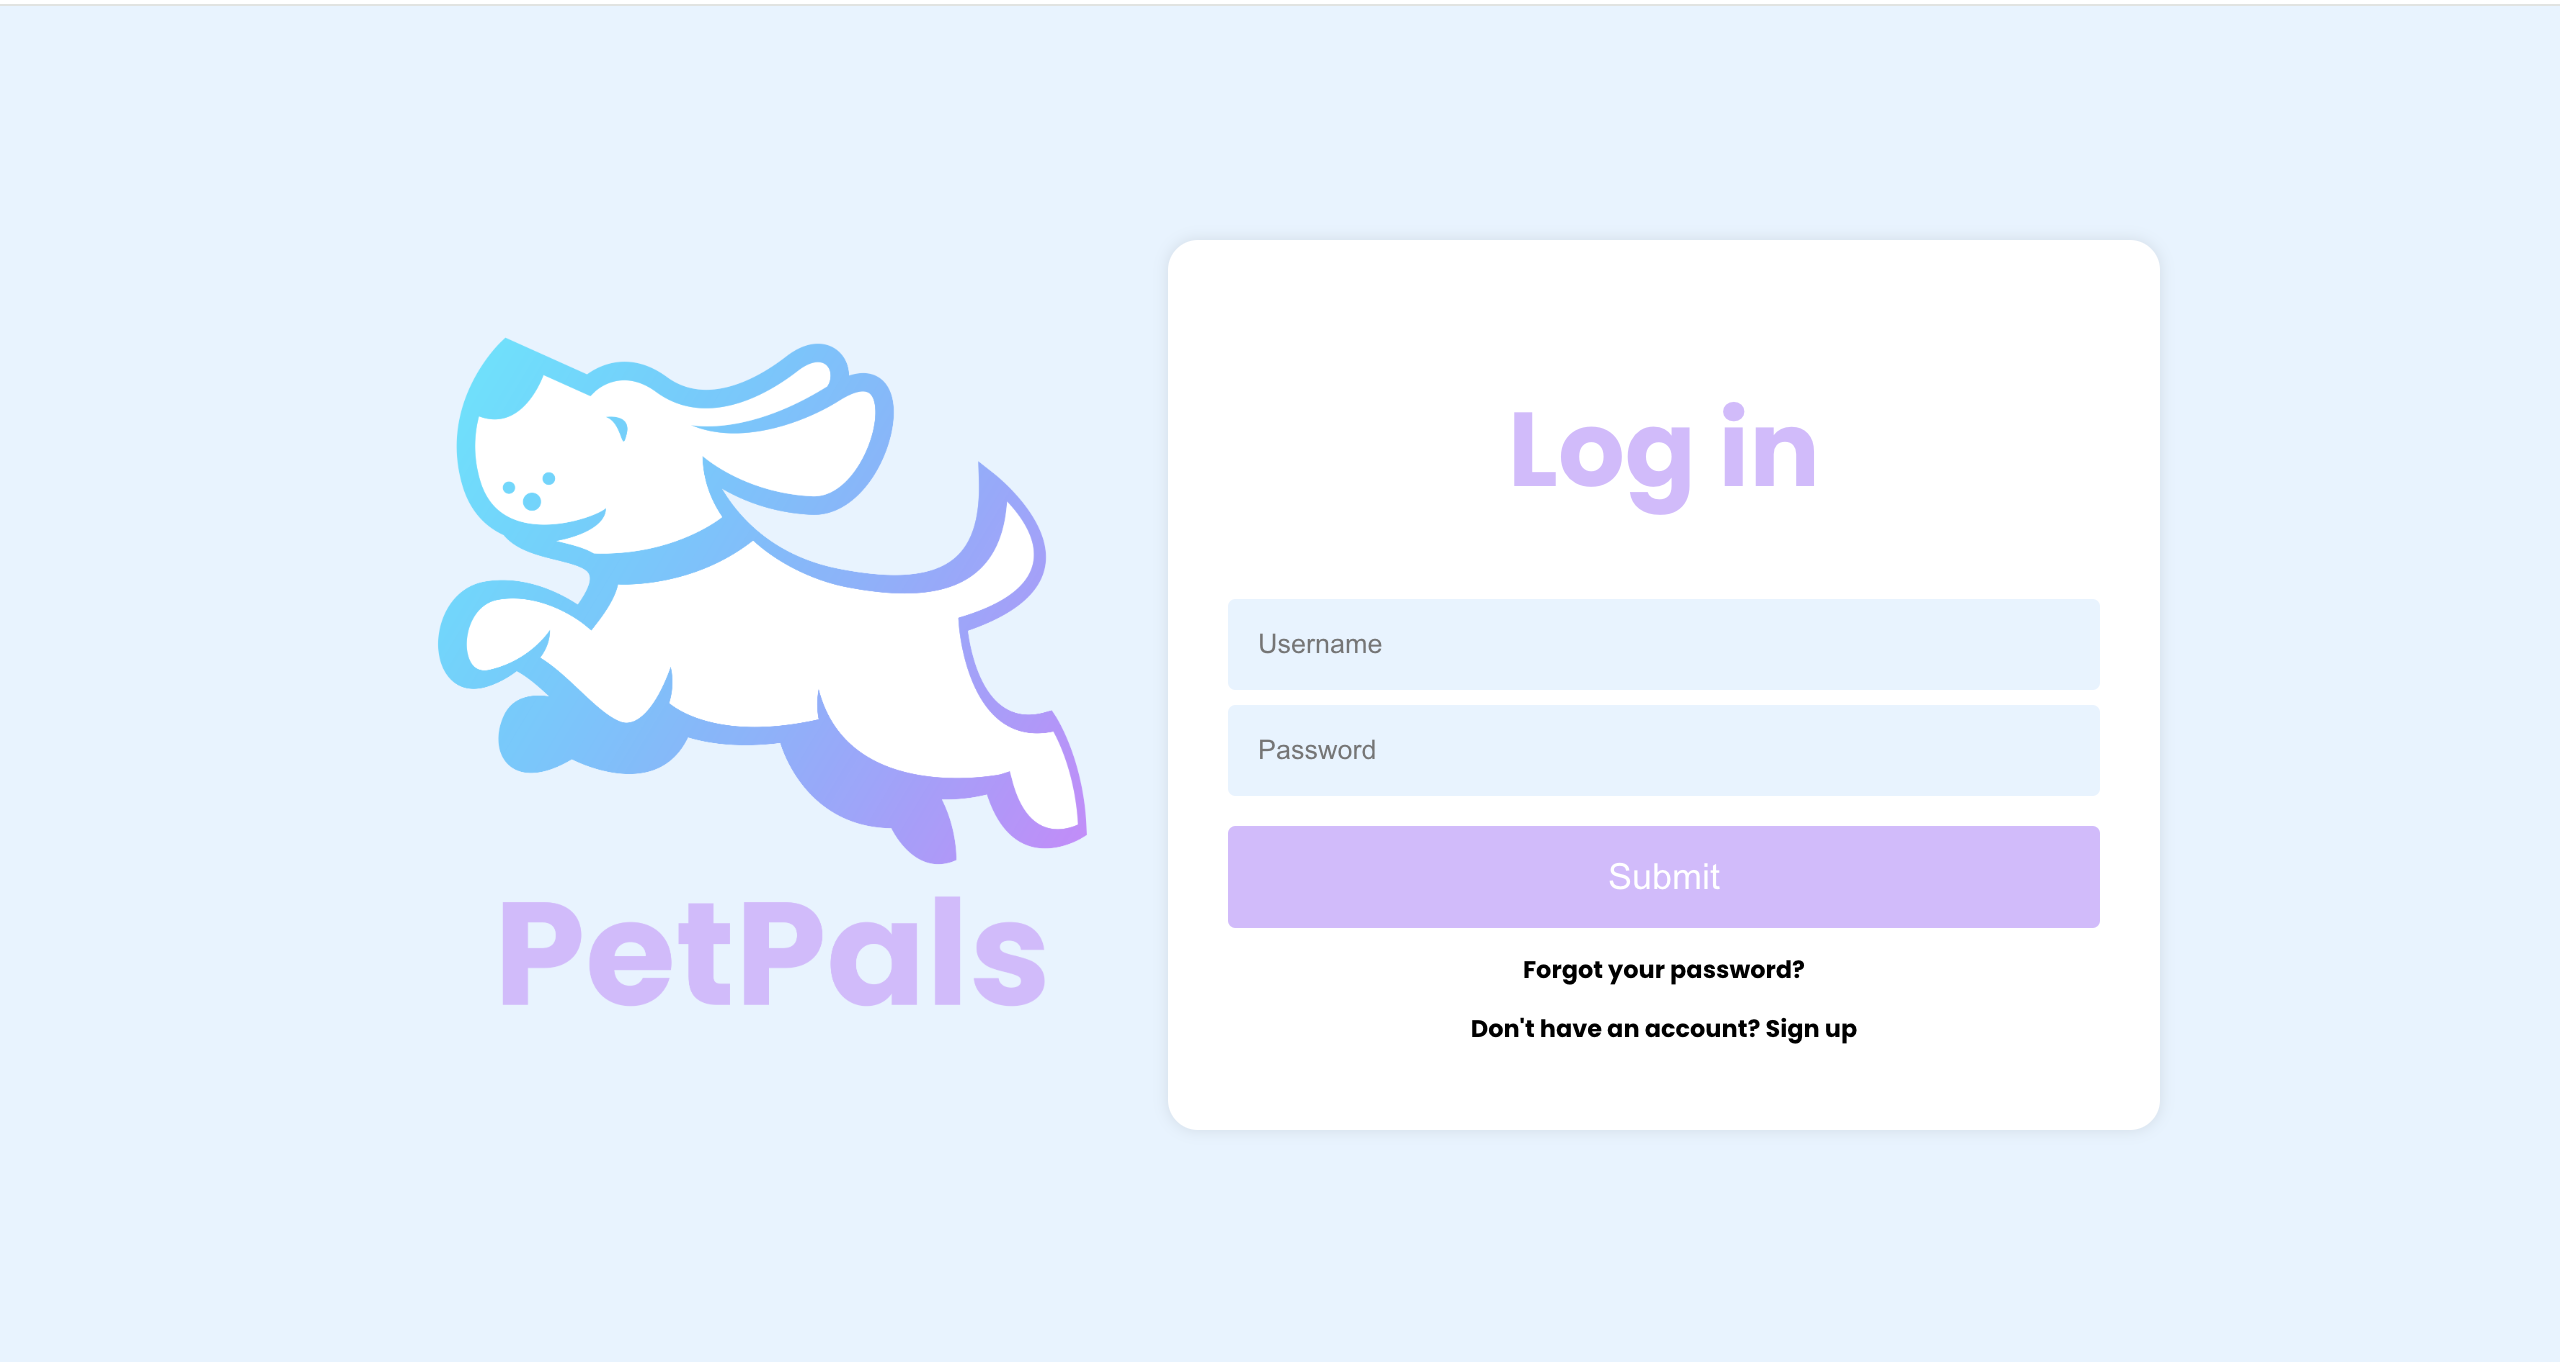 PetPals
Log in
Username
Password
Submit
Forgot your password?
Don't have an account? Sign up